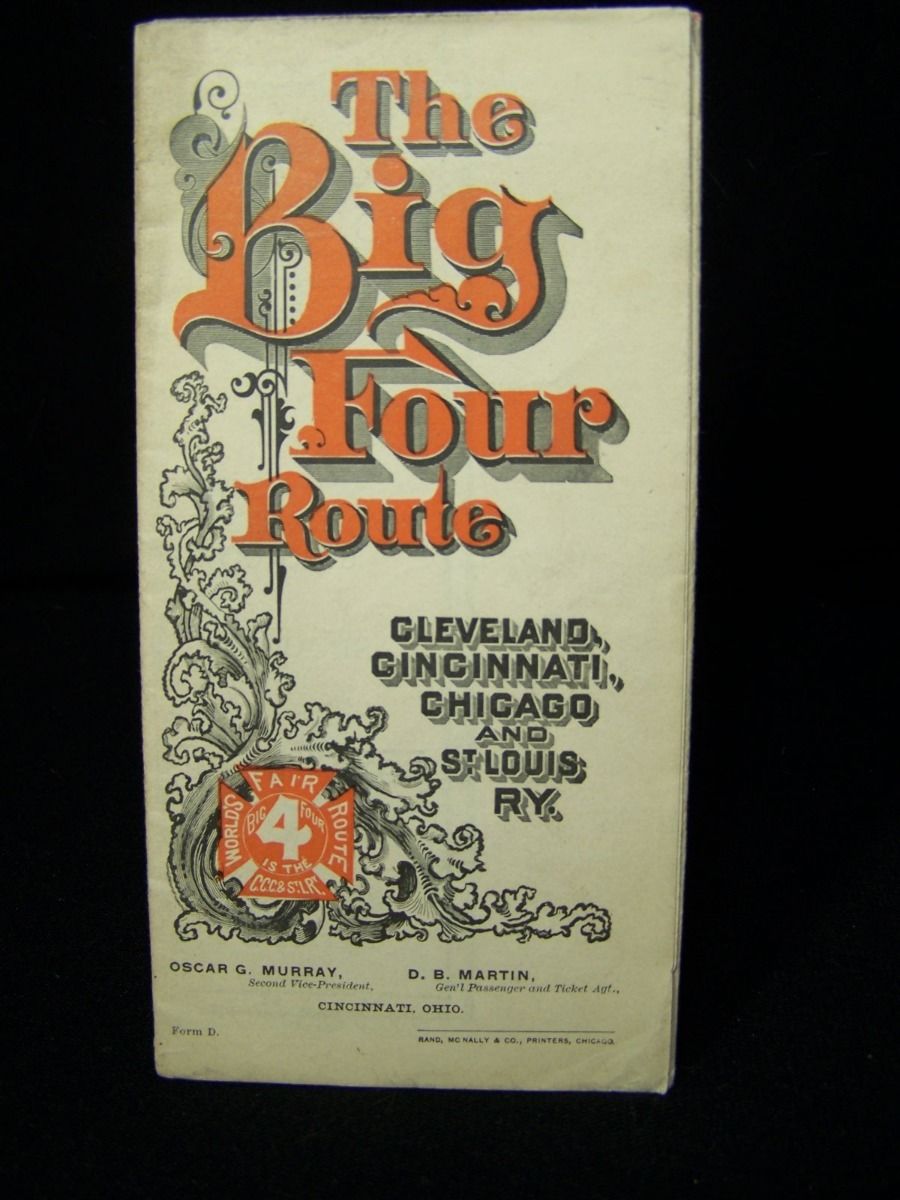 The
Big
Four
Route
CLEVELAND,
CINCINNATI,
CHICAGO
AND
ST. LOUIS
RY.
WORLD'S FAIR ROUTE
BIG FOUR
4
IS THE
C.C.C. & ST. L. RY.
OSCAR G. MURRAY,
Second Vice-President,
D. B. MARTIN,
Gen'l Passenger and Ticket Agt.,
CINCINNATI, OHIO.
Form D.
RAND, MCNALLY & CO., PRINTERS, CHICAGO.